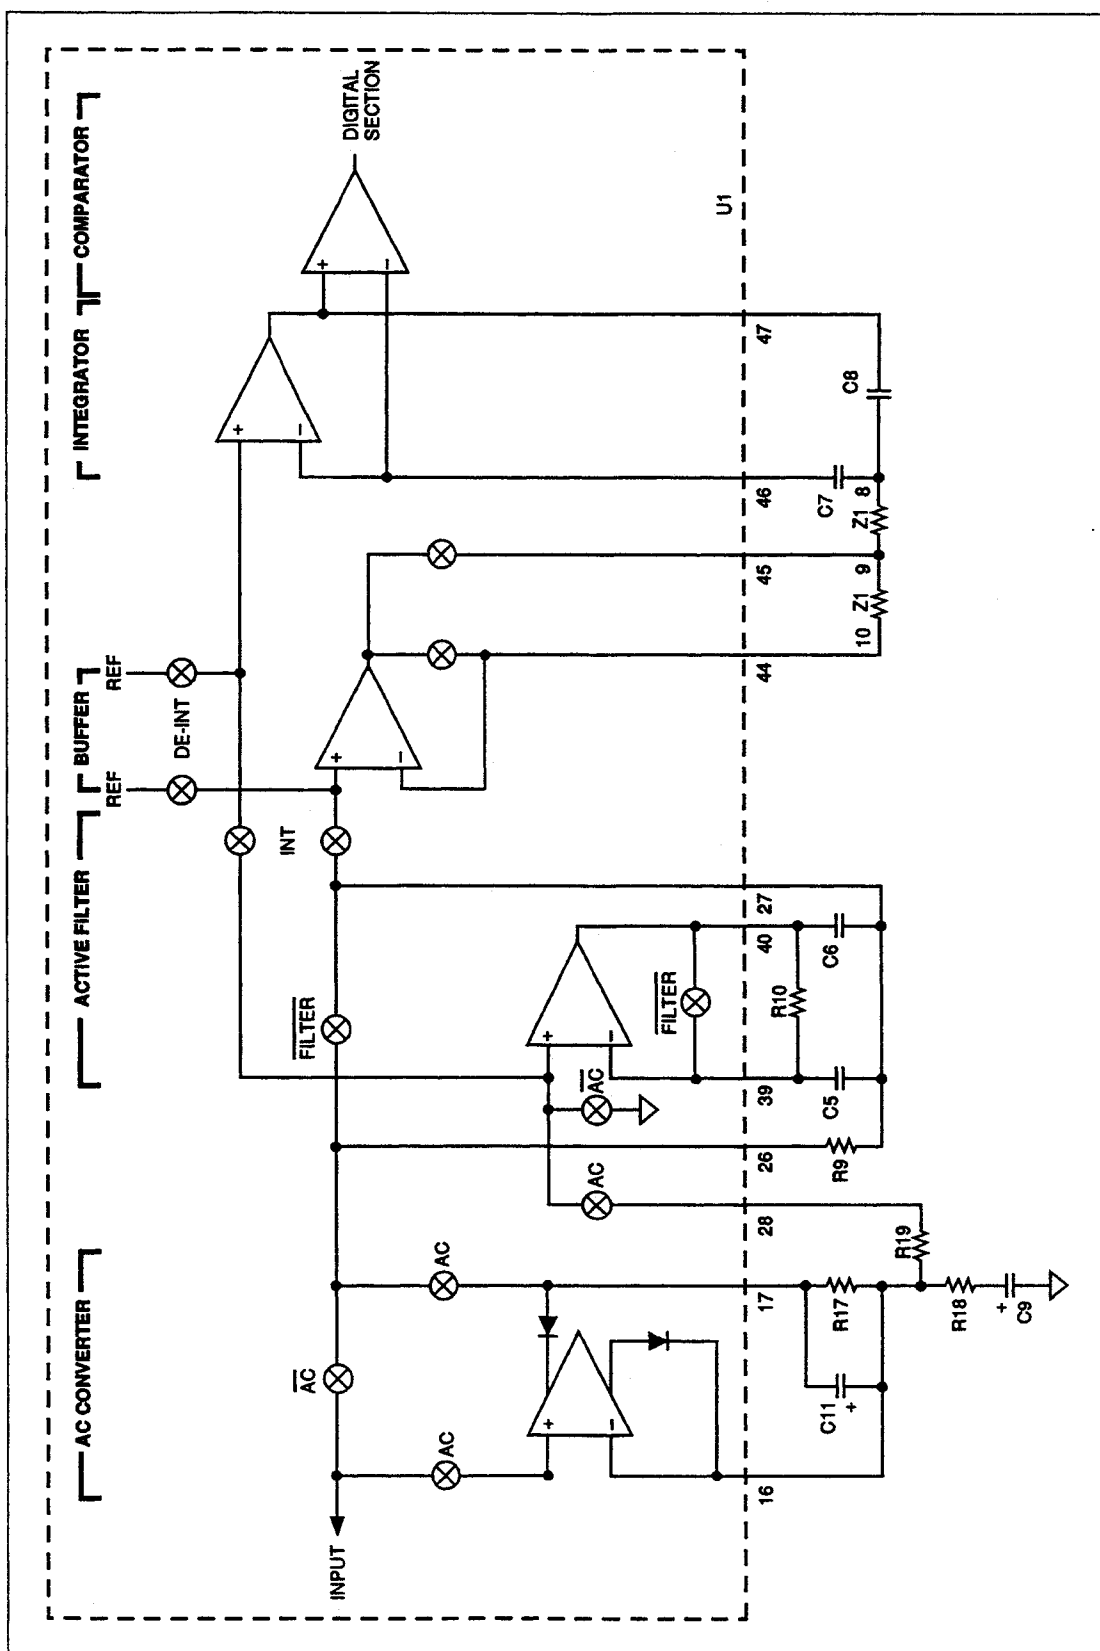 AC CONVERTER
ACTIVE FILTER
BUFFER
INTEGRATOR
COMPARATOR
REF
REF
DE-INT
INT
INPUT
AC
FILTER
AC
AC
+
−
AC
AC
+
−
FILTER
+
−
+
−
+
−
DIGITAL
SECTION
U1
16
17
28
26
39
40
27
44
45
46
47
C11
+
R17
R19
R18
+
C9
R9
C5
R10
C6
10
Z1
9
Z1
8
C7
C8